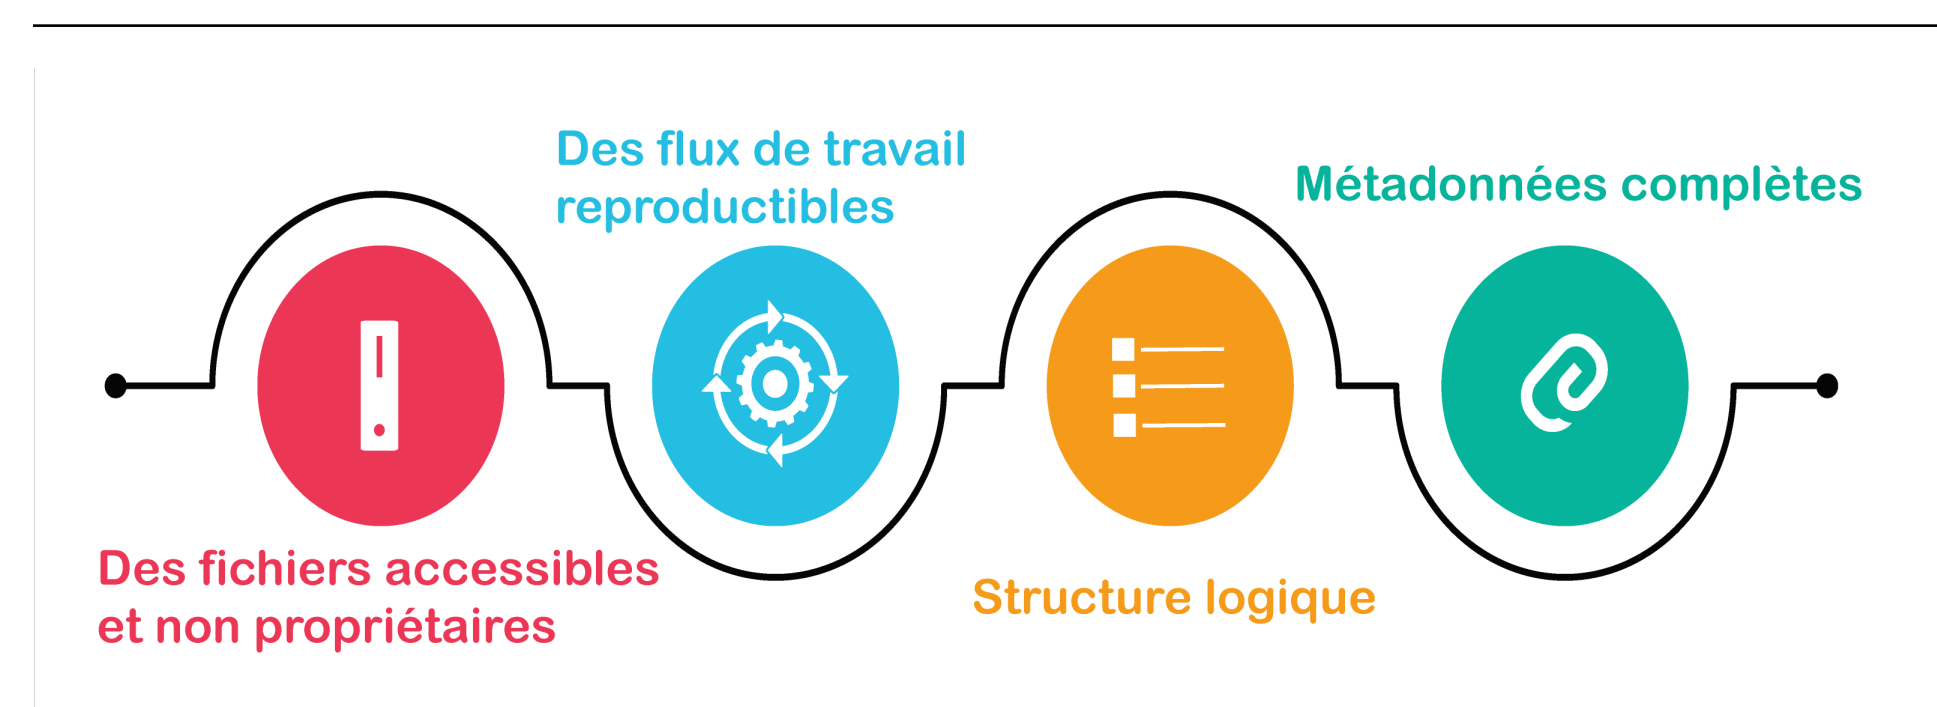 Des fichiers accessibles
et non propriétaires
Des flux de travail
reproductibles
Structure logique
Métadonnées complètes